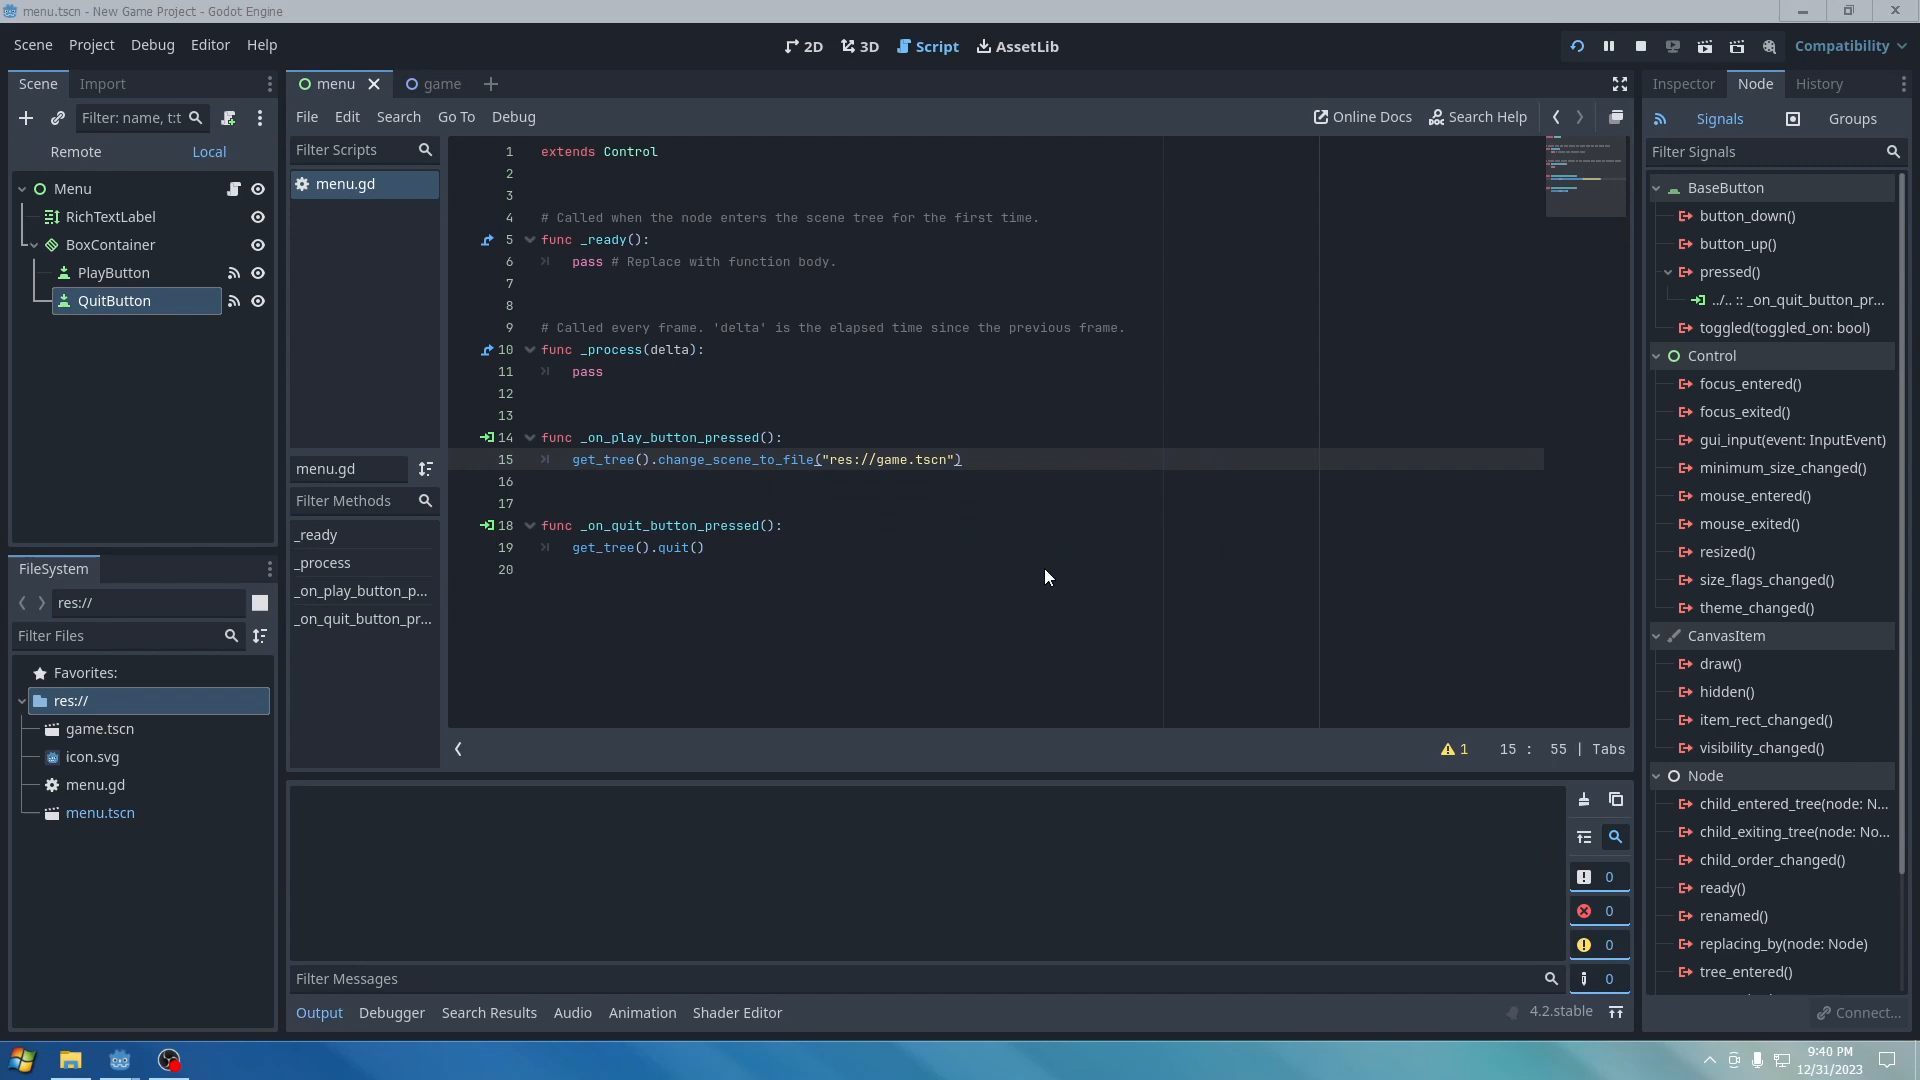 menu.tscn - New Game Project - Godot Engine
Scene Project Debug Editor Help
2D 3D Script AssetLib
Compatibility
Scene Import
Filter: name, t:t
Remote Local
Menu
RichTextLabel
BoxContainer
PlayButton
QuitButton
FileSystem
res://
Filter Files
Favorites:
res://
game.tscn
icon.svg
menu.gd
menu.tscn
menu game
File Edit Search Go To Debug
Online Docs Search Help
Filter Scripts
menu.gd
menu.gd
Filter Methods
_ready
_process
_on_play_button_p...
_on_quit_button_pr...
1 extends Control
2
3
4 # Called when the node enters the scene tree for the first time.
5 func _ready():
6 pass # Replace with function body.
7
8
9 # Called every frame. 'delta' is the elapsed time since the previous frame.
10 func _process(delta):
11 pass
12
13
14 func _on_play_button_pressed():
15 get_tree().change_scene_to_file("res://game.tscn")
16
17
18 func _on_quit_button_pressed():
19 get_tree().quit()
20
1 15 : 55 | Tabs
0
0
0
0
Filter Messages
Output Debugger Search Results Audio Animation Shader Editor
4.2.stable
Inspector Node History
Signals Groups
Filter Signals
BaseButton
button_down()
button_up()
pressed()
../.. :: _on_quit_button_pr...
toggled(toggled_on: bool)
Control
focus_entered()
focus_exited()
gui_input(event: InputEvent)
minimum_size_changed()
mouse_entered()
mouse_exited()
resized()
size_flags_changed()
theme_changed()
CanvasItem
draw()
hidden()
item_rect_changed()
visibility_changed()
Node
child_entered_tree(node: N...
child_exiting_tree(node: No...
child_order_changed()
ready()
renamed()
replacing_by(node: Node)
tree_entered()
Connect...
9:40 PM
12/31/2023